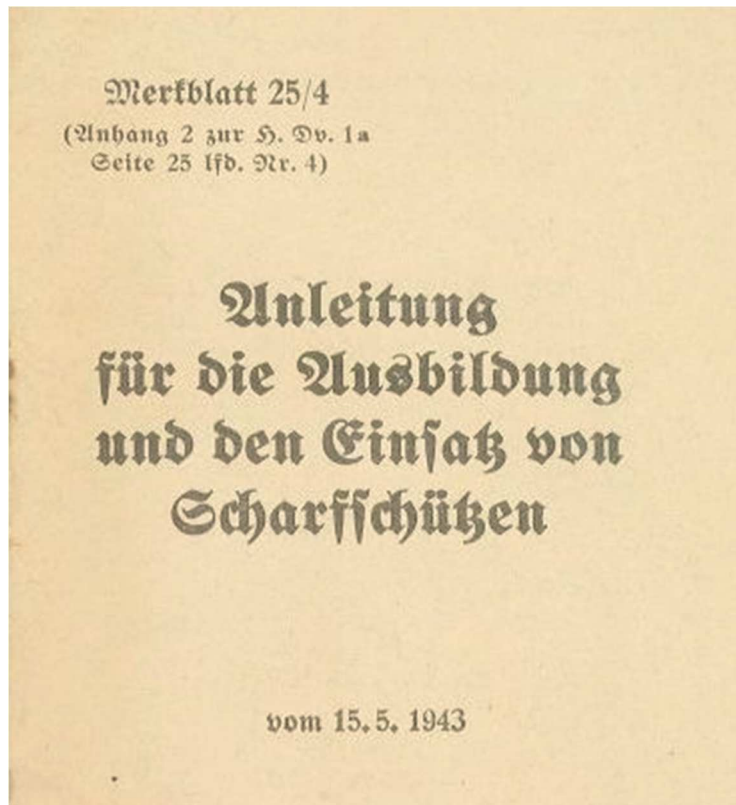 Merkblatt 25/4
(Anhang 2 zur H. Dv. 1a
Seite 25 lfd. Nr. 4)
Anleitung
für die Ausbildung
und den Einsatz von
Scharfschützen
vom 15.5. 1943